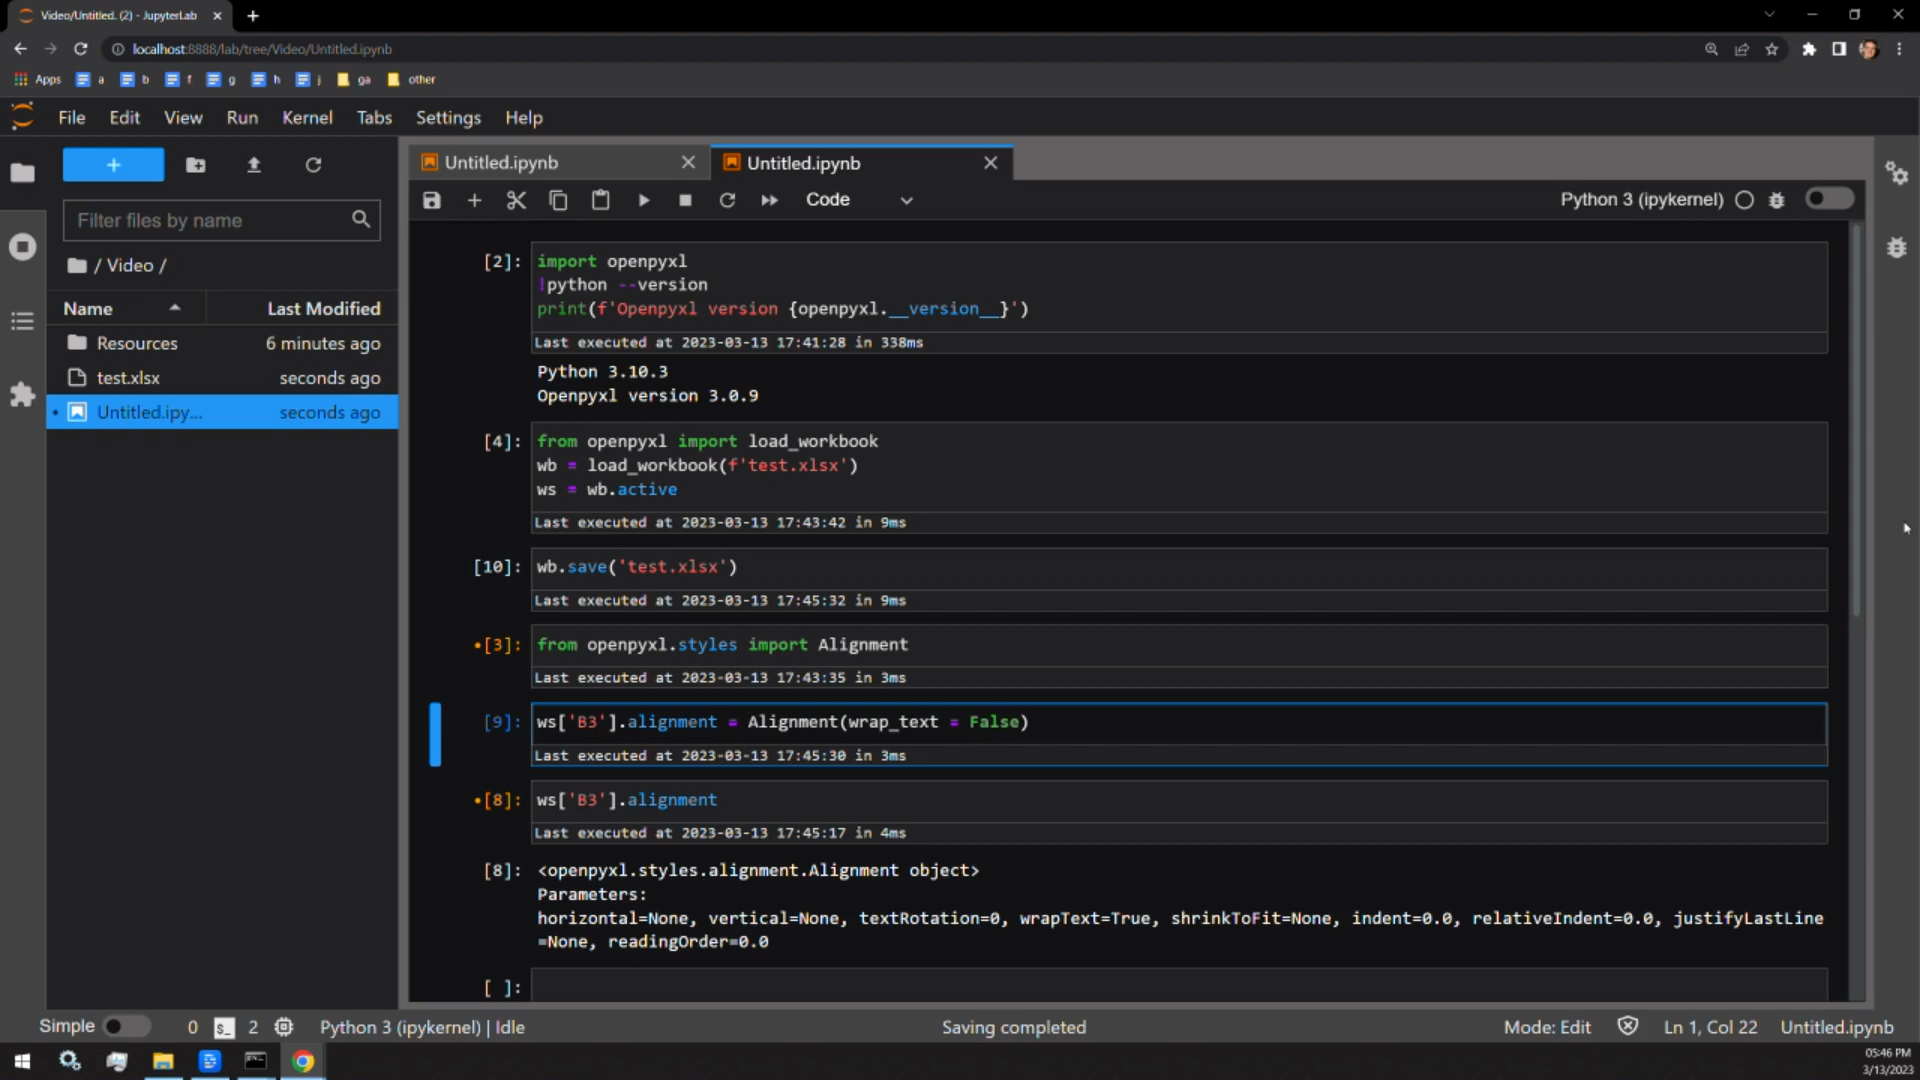 Video/Untitled. (2) - JupyterLab
localhost:8888/lab/tree/Video/Untitled.ipynb
Apps a b f g h j ga other
File Edit View Run Kernel Tabs Settings Help
Untitled.ipynb Untitled.ipynb
Code
Python 3 (ipykernel)
Filter files by name
/ Video /
Name Last Modified
Resources 6 minutes ago
test.xlsx seconds ago
Untitled.ipy... seconds ago
[2]: import openpyxl
!python --version
print(f'Openpyxl version {openpyxl.__version__}')
Last executed at 2023-03-13 17:41:28 in 338ms
Python 3.10.3
Openpyxl version 3.0.9
[4]: from openpyxl import load_workbook
wb = load_workbook(f'test.xlsx')
ws = wb.active
Last executed at 2023-03-13 17:43:42 in 9ms
[10]: wb.save('test.xlsx')
Last executed at 2023-03-13 17:45:32 in 9ms
•[3]: from openpyxl.styles import Alignment
Last executed at 2023-03-13 17:43:35 in 3ms
[9]: ws['B3'].alignment = Alignment(wrap_text = False)
Last executed at 2023-03-13 17:45:30 in 3ms
•[8]: ws['B3'].alignment
Last executed at 2023-03-13 17:45:17 in 4ms
[8]: <openpyxl.styles.alignment.Alignment object>
Parameters:
horizontal=None, vertical=None, textRotation=0, wrapText=True, shrinkToFit=None, indent=0.0, relativeIndent=0.0, justifyLastLine
=None, readingOrder=0.0
[ ]:
Simple 0 $_ 2 Python 3 (ipykernel) | Idle Saving completed Mode: Edit Ln 1, Col 22 Untitled.ipynb
05:46 PM
3/13/2023